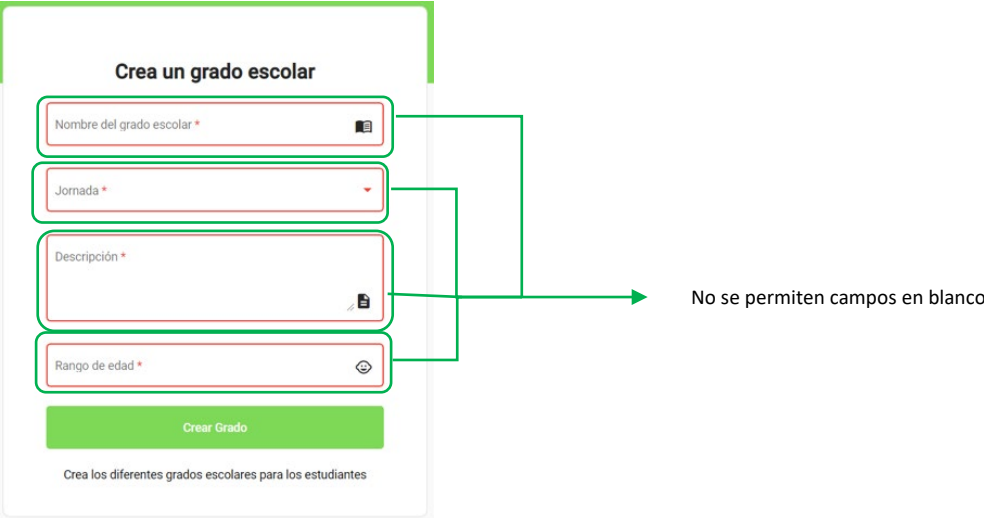 Crea un grado escolar
Nombre del grado escolar *
Jornada *
Descripción *
No se permiten campos en blanco
Rango de edad *
Crear Grado
Crea los diferentes grados escolares para los estudiantes